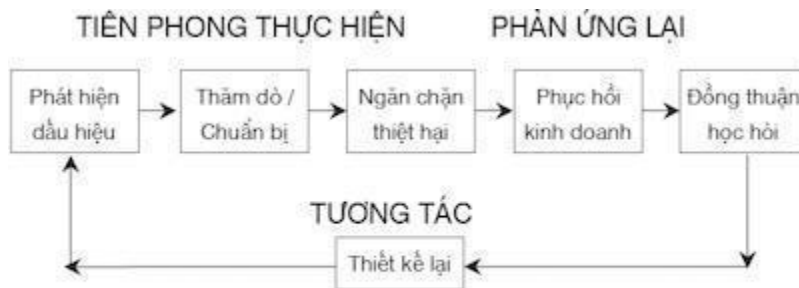 TIÊN PHONG THỰC HIỆN
PHẢN ỨNG LẠI
Phát hiện
dấu hiệu
Thăm dò /
Chuẩn bị
Ngăn chặn
thiệt hại
Phục hồi
kinh doanh
Đồng thuận
học hỏi
TƯƠNG TÁC
Thiết kế lại